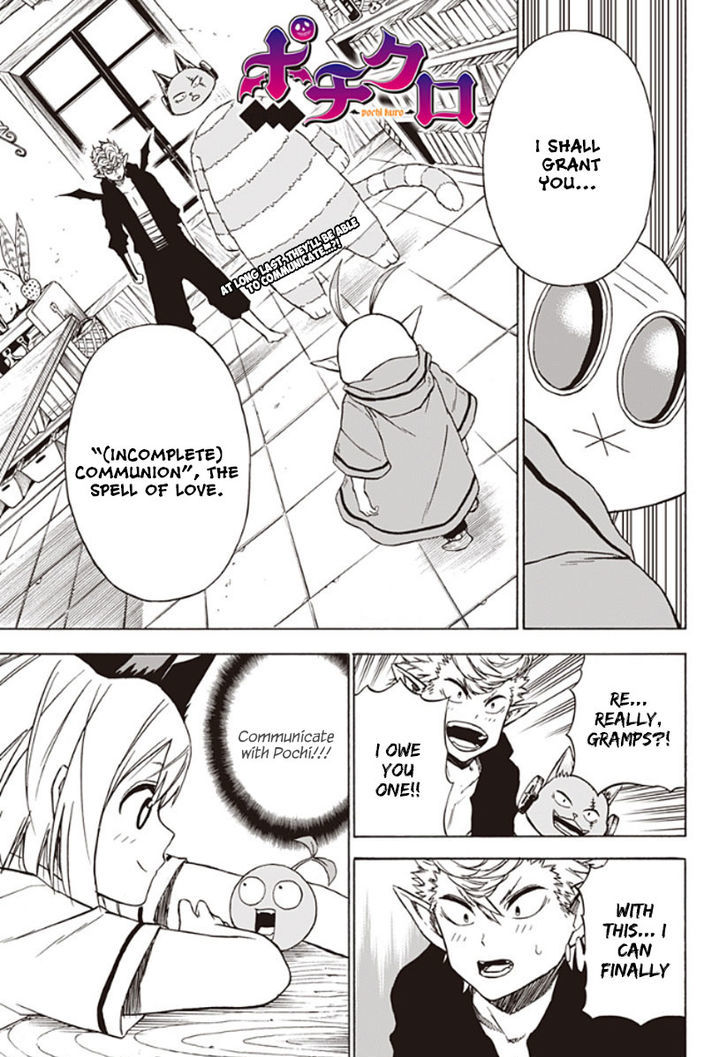 I SHALL
GRANT
YOU...
ポチクロ
pochi kuro
AT LONG LAST, THEY'LL BE ABLE
TO COMMUNICATE...?!
"(INCOMPLETE)
COMMUNION", THE
SPELL OF LOVE.
RE...
REALLY,
GRAMPS?!
I OWE
YOU
ONE!!
WITH
THIS... I
CAN
FINALLY
Communicate
with Pochi!!!